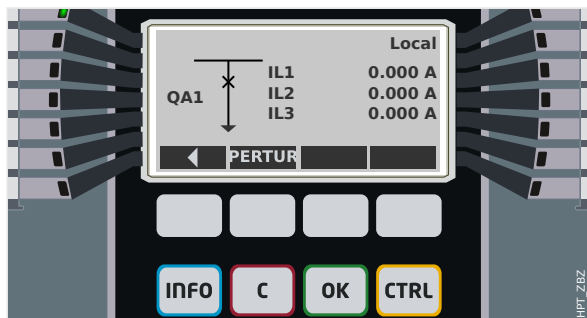 Local
IL1 0.000 A
QA1 IL2 0.000 A
IL3 0.000 A
PERTUR
INFO C OK CTRL
HPT_ZBZ